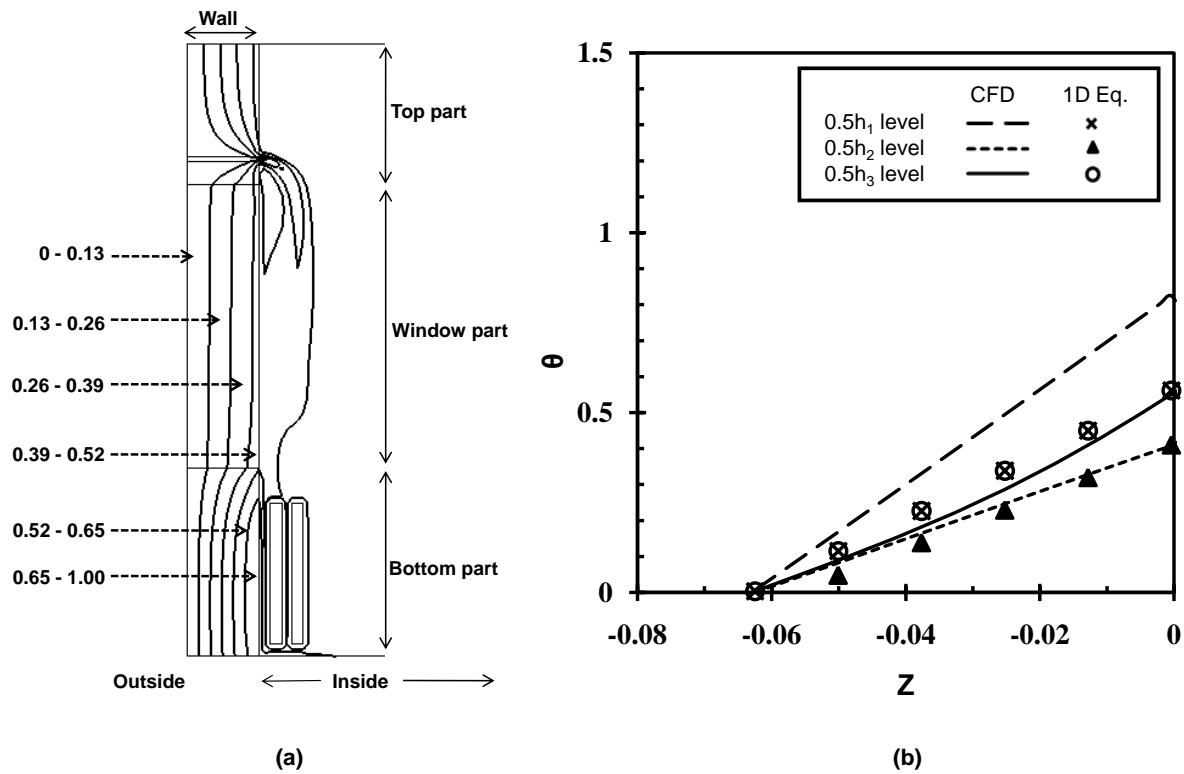 Wall
Top part
0 - 0.13
0.13 - 0.26
Window part
0.26 - 0.39
0.39 - 0.52
0.52 - 0.65
Bottom part
0.65 - 1.00
Outside
Inside
(a)
1.5
1
0.5
0
θ
-0.08
-0.06
-0.04
-0.02
0
Z
CFD 1D Eq.
0.5h₁ level
0.5h₂ level
0.5h₃ level
(b)